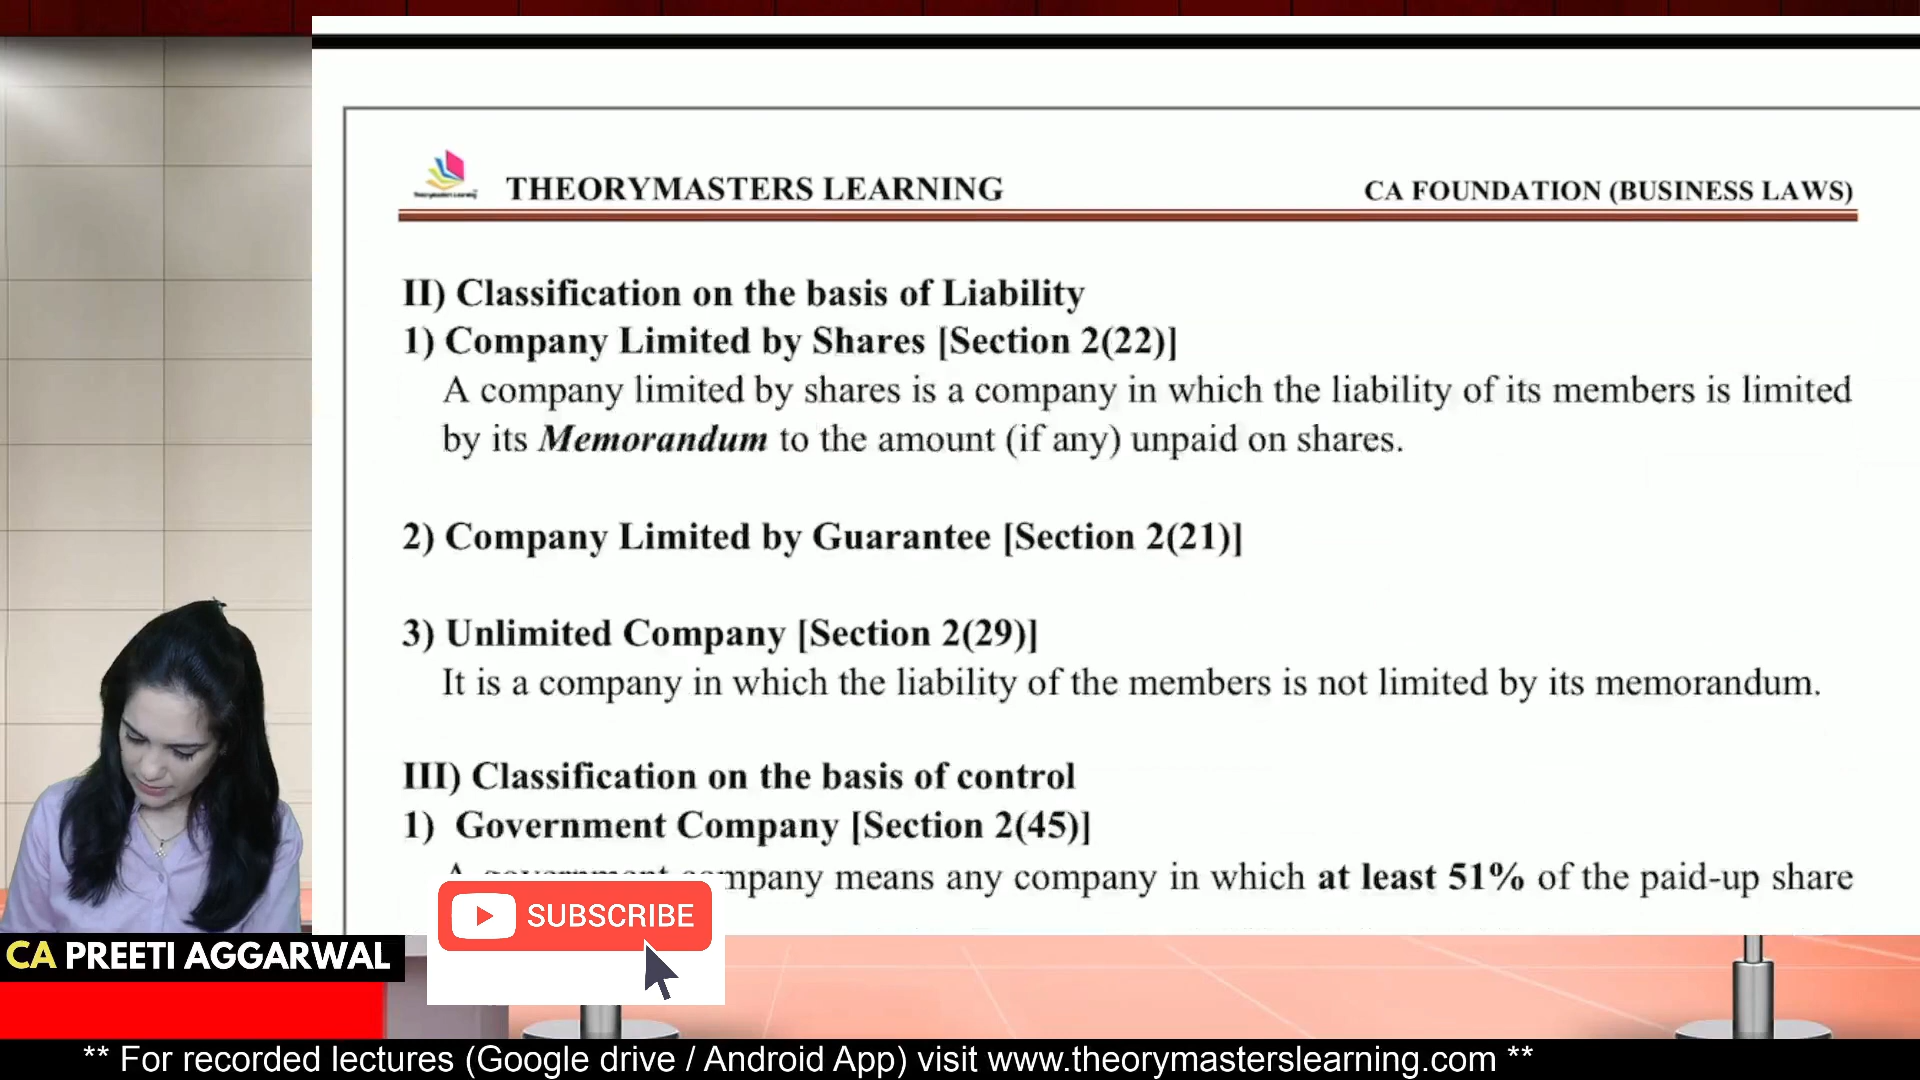 THEORYMASTERS LEARNING
CA FOUNDATION (BUSINESS LAWS)
II) Classification on the basis of Liability
1) Company Limited by Shares [Section 2(22)]
A company limited by shares is a company in which the liability of its members is limited
by its Memorandum to the amount (if any) unpaid on shares.
2) Company Limited by Guarantee [Section 2(21)]
3) Unlimited Company [Section 2(29)]
It is a company in which the liability of the members is not limited by its memorandum.
III) Classification on the basis of control
1) Government Company [Section 2(45)]
means any company in which at least 51% of the paid-up share
SUBSCRIBE
CA PREETI AGGARWAL
** For recorded lectures (Google drive / Android App) visit www.theorymasterslearning.com **